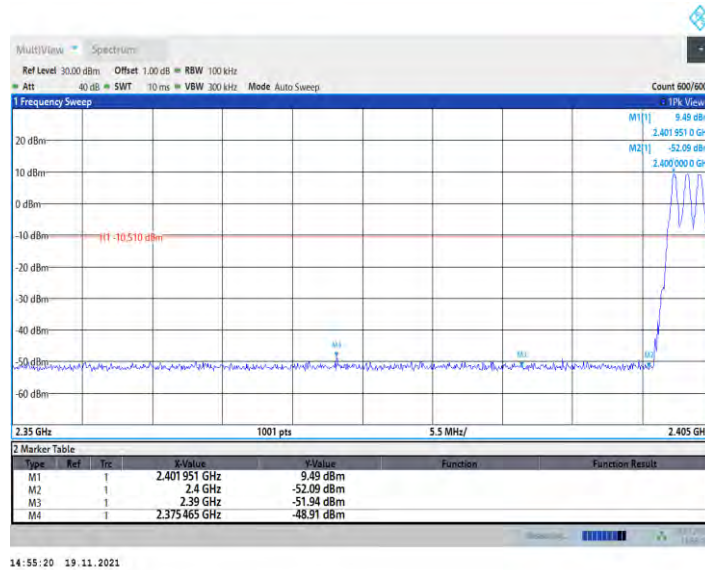 MultiView Spectrum
Ref Level 30.00 dBm Offset 1.00 dB RBW 100 kHz
Att 40 dB SWT 10 ms VBW 300 kHz Mode Auto Sweep Count 600/600
1 Frequency Sweep 1Pk View
M1[1] 9.49 dBm
2.401 951 0 GH
M2[1] -52.09 dBm
2.400 000 0 GH
20 dBm
10 dBm
0 dBm
-10 dBm
H1 -10.510 dBm
-20 dBm
-30 dBm
-40 dBm
M4
M3
M2
-50 dBm
-60 dBm
2.35 GHz 1001 pts 5.5 MHz/ 2.405 GH
2 Marker Table
Type Ref Trc X-Value Y-Value Function Function Result
M1 1 2.401 951 GHz 9.49 dBm
M2 1 2.4 GHz -52.09 dBm
M3 1 2.39 GHz -51.94 dBm
M4 1 2.375 465 GHz -48.91 dBm
14:55:20 19.11.2021